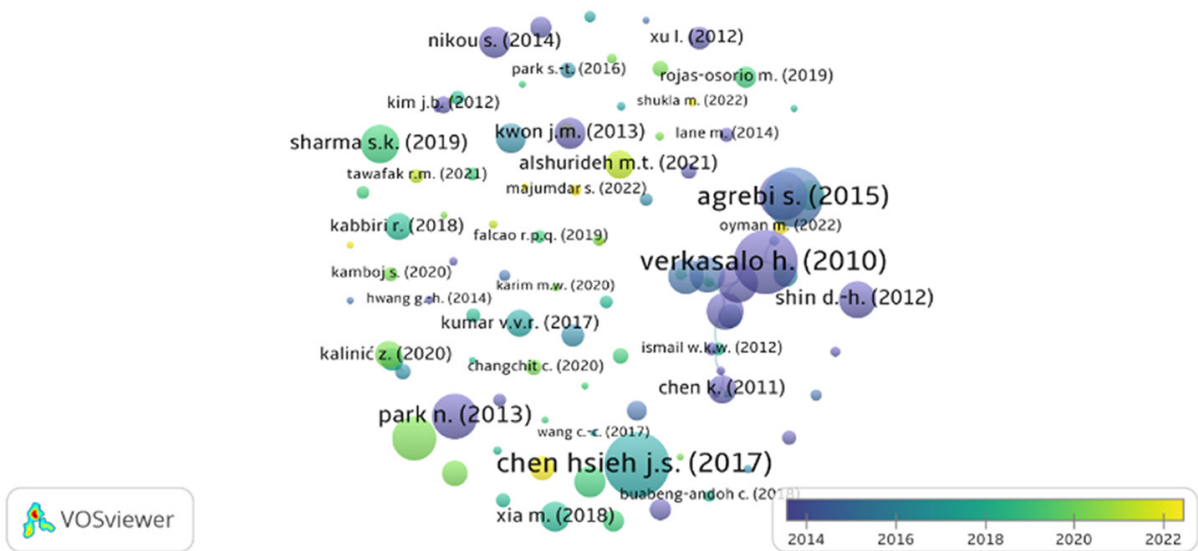 nikou s. (2014)
xu l. (2012)
park s.-t. (2016)
rojas-osorio m. (2019)
kim j.b. (2012)
shukla m. (2022)
sharma s.k. (2019)
kwon j.m. (2013)
lane m. (2014)
alshurideh m.t. (2021)
tawafak r.m. (2021)
majumdar s. (2022)
agrebi s. (2015)
kabbiri r. (2018)
falcao r.p.q. (2019)
oyman m. (2022)
verkasalo h. (2010)
kamboj s. (2020)
karim m.w. (2020)
hwang g.-h. (2014)
shin d.-h. (2012)
kumar v.v.r. (2017)
kalinić z. (2020)
changchit c. (2020)
ismail w.k.w. (2012)
chen k. (2011)
park n. (2013)
wang c.-c. (2017)
chen hsieh j.s. (2017)
buabeng-andoh c. (2018)
xia m. (2018)
VOSviewer
2014 2016 2018 2020 2022